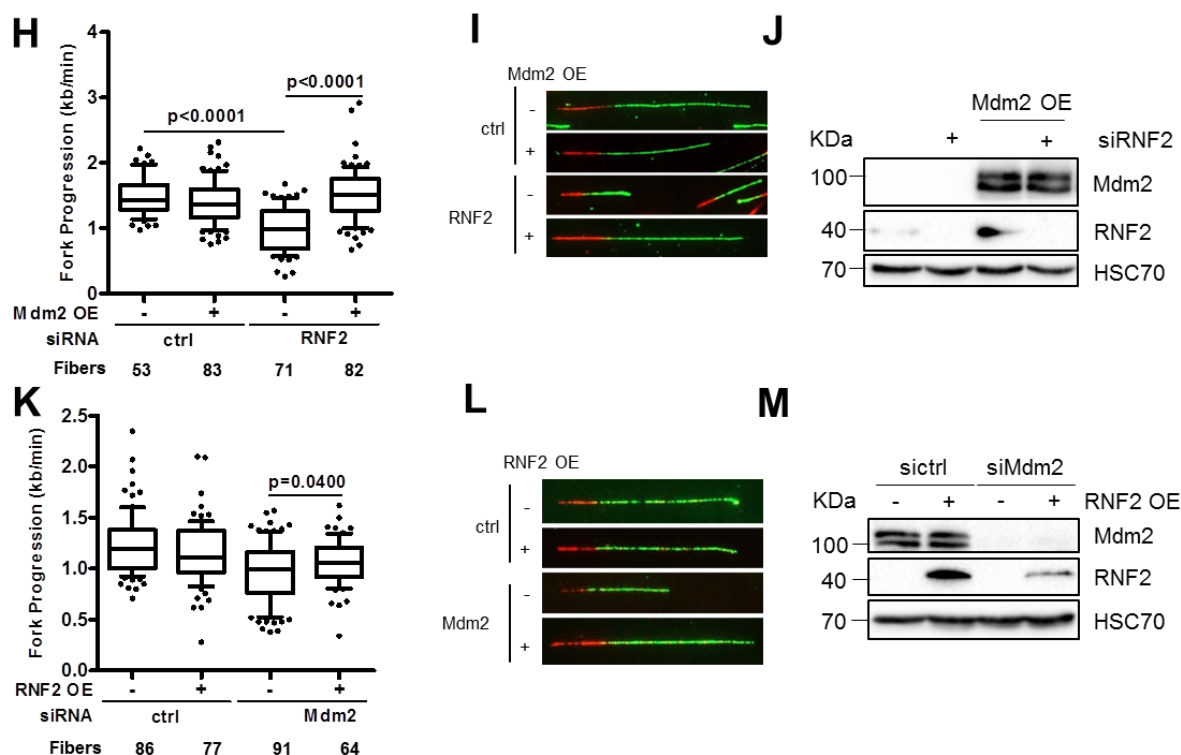 H
Fork Progression (kb/min)
4
3
2
1
0
p<0.0001
p<0.0001
Mdm2 OE - + - +
siRNA ctrl RNF2
Fibers 53 83 71 82
I
Mdm2 OE
ctrl
-
+
RNF2
-
+
J
Mdm2 OE
KDa + + siRNF2
100 Mdm2
40 RNF2
70 HSC70
K
Fork Progression (kb/min)
2.5
2.0
1.5
1.0
0.5
0.0
p=0.0400
RNF2 OE - + - +
siRNA ctrl Mdm2
Fibers 86 77 91 64
L
RNF2 OE
ctrl
-
+
Mdm2
-
+
M
sictrl siMdm2
KDa - + - + RNF2 OE
100 Mdm2
40 RNF2
70 HSC70